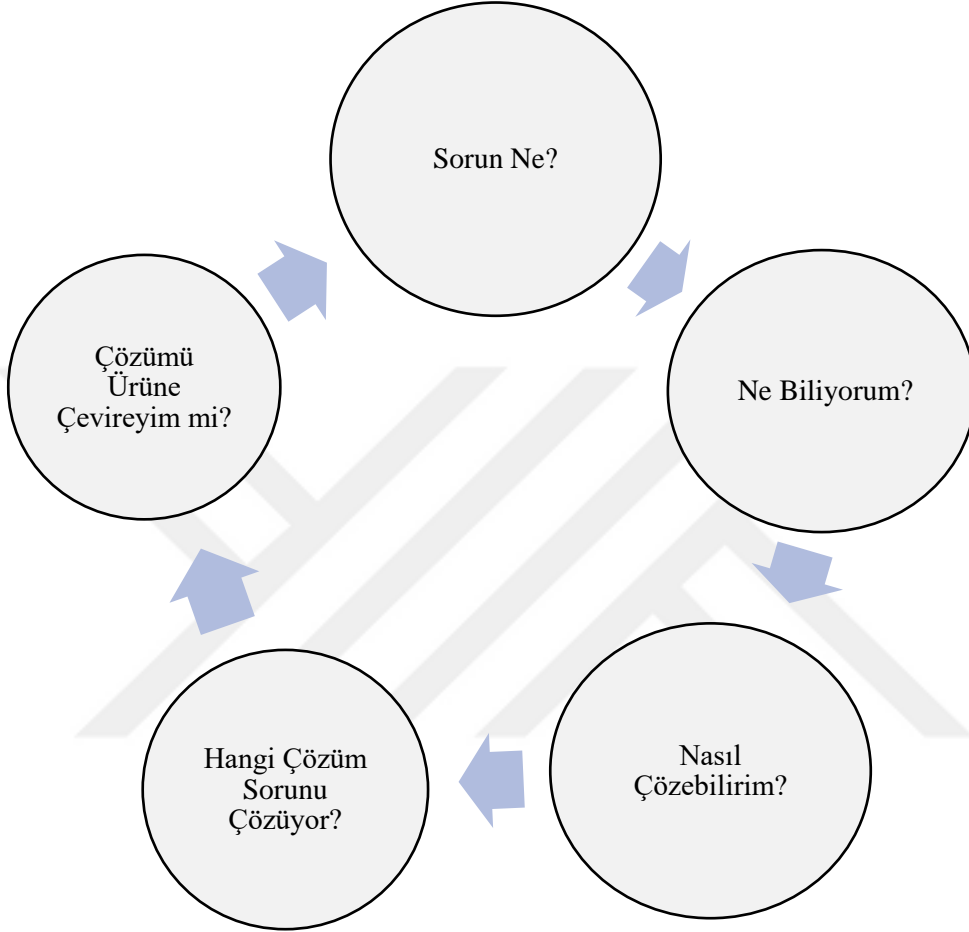 Sorun Ne?
Ne Biliyorum?
Nasıl
Çözebilirim?
Hangi Çözüm
Sorunu
Çözüyor?
Çözümü
Ürüne
Çevireyim mi?